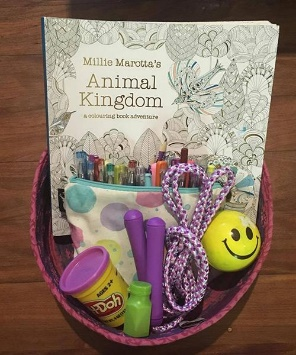 Millie Marotta's
Animal
Kingdom
a colouring book adventure
Play-Doh